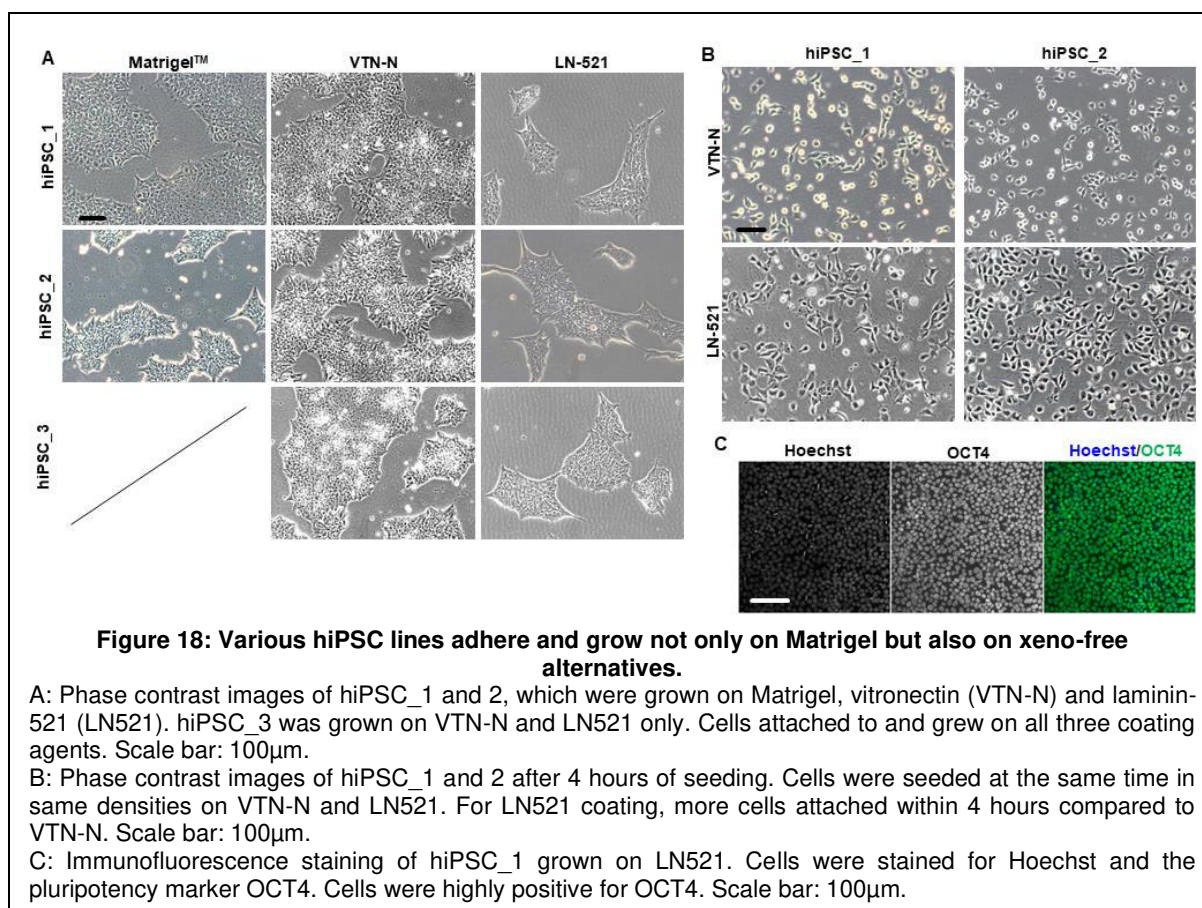 A
Matrigel™ VTN-N LN-521
hiPSC_1
hiPSC_2
hiPSC_3
B
hiPSC_1 hiPSC_2
VTN-N
LN-521
C
Hoechst OCT4 Hoechst/OCT4
Figure 18: Various hiPSC lines adhere and grow not only on Matrigel but also on xeno-free
alternatives.
A: Phase contrast images of hiPSC_1 and 2, which were grown on Matrigel, vitronectin (VTN-N) and laminin-
521 (LN521). hiPSC_3 was grown on VTN-N and LN521 only. Cells attached to and grew on all three coating
agents. Scale bar: 100µm.
B: Phase contrast images of hiPSC_1 and 2 after 4 hours of seeding. Cells were seeded at the same time in
same densities on VTN-N and LN521. For LN521 coating, more cells attached within 4 hours compared to
VTN-N. Scale bar: 100µm.
C: Immunofluorescence staining of hiPSC_1 grown on LN521. Cells were stained for Hoechst and the
pluripotency marker OCT4. Cells were highly positive for OCT4. Scale bar: 100µm.